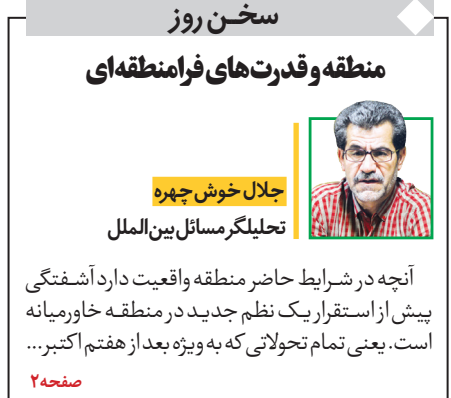 سخن روز
منطقه و قدرت‌های فرامنطقه‌ای
جلال خوش چهره
تحلیلگر مسائل بین‌الملل
آنچه در شرایط حاضر منطقه واقعیت دارد آشفتگی
پیش از استقرار یک نظم جدید در منطقه خاورمیانه
است. یعنی تمام تحولاتی که به ویژه بعد از هفتم اکتبر...
صفحه۲